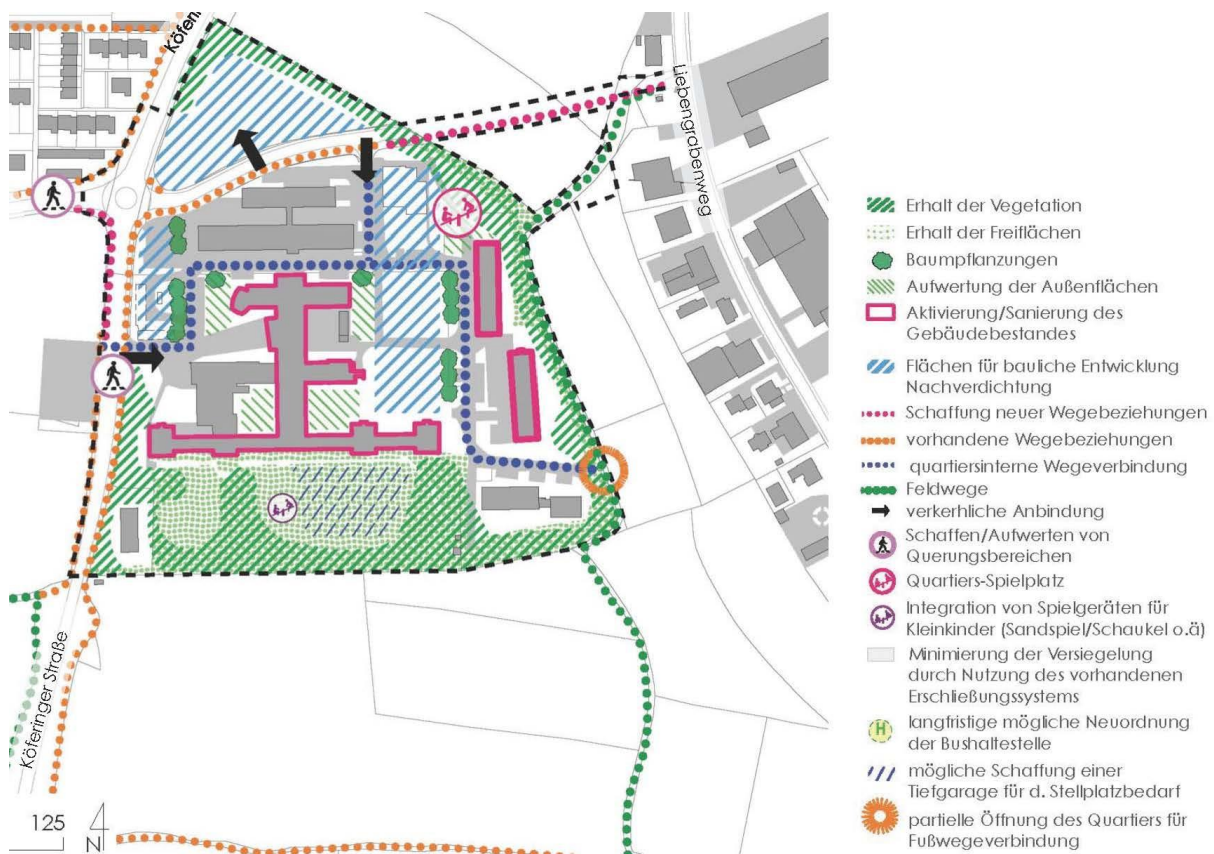 Köferin
Liebengrabenweg
Köferinger Straße
125
N
Erhalt der Vegetation
Erhalt der Freiflächen
Baumpflanzungen
Aufwertung der Außenflächen
Aktivierung/Sanierung des
Gebäudebestandes
Flächen für bauliche Entwicklung
Nachverdichtung
Schaffung neuer Wegebeziehungen
vorhandene Wegebeziehungen
quartiersinterne Wegeverbindung
Feldwege
verkerhliche Anbindung
Schaffen/Aufwerten von
Querungsbereichen
Quartiers-Spielplatz
Integration von Spielgeräten für
Kleinkinder (Sandspiel/Schaukel o.ä)
Minimierung der Versiegelung
durch Nutzung des vorhandenen
Erschließungssystems
H
langfristige mögliche Neuordnung
der Bushaltestelle
mögliche Schaffung einer
Tiefgarage für d. Stellplatzbedarf
partielle Öffnung des Quartiers für
Fußwegeverbindung